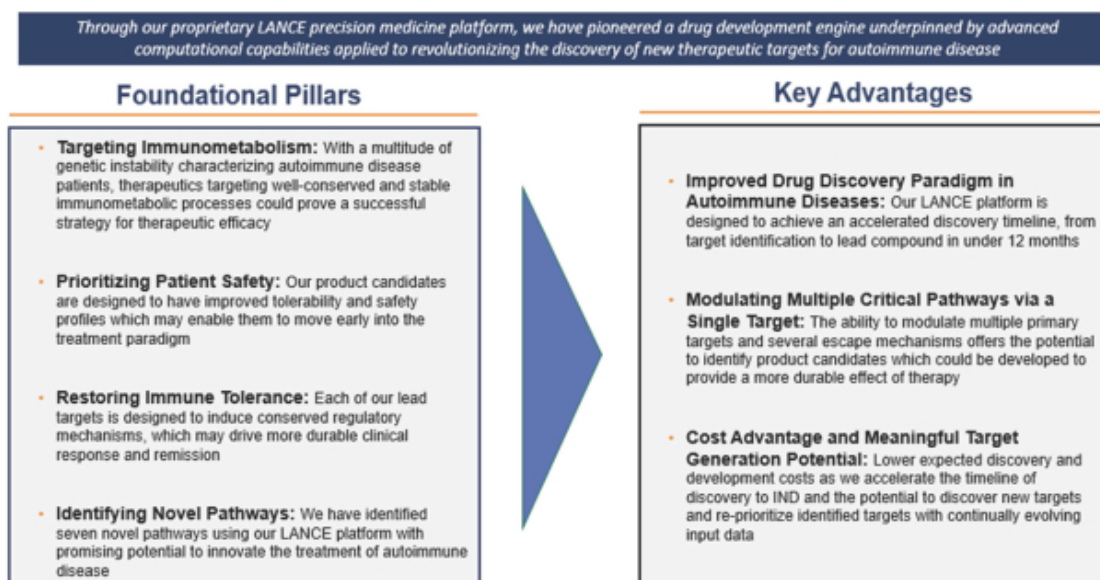 Through our proprietary LANCE precision medicine platform, we have pioneered a drug development engine underpinned by advanced
computational capabilities applied to revolutionizing the discovery of new therapeutic targets for autoimmune disease
Foundational Pillars
• Targeting Immunometabolism: With a multitude of
genetic instability characterizing autoimmune disease
patients, therapeutics targeting well-conserved and stable
immunometabolic processes could prove a successful
strategy for therapeutic efficacy
• Prioritizing Patient Safety: Our product candidates
are designed to have improved tolerability and safety
profiles which may enable them to move early into the
treatment paradigm
• Restoring Immune Tolerance: Each of our lead
targets is designed to induce conserved regulatory
mechanisms, which may drive more durable clinical
response and remission
• Identifying Novel Pathways: We have identified
seven novel pathways using our LANCE platform with
promising potential to innovate the treatment of autoimmune
disease
Key Advantages
• Improved Drug Discovery Paradigm in
Autoimmune Diseases: Our LANCE platform is
designed to achieve an accelerated discovery timeline, from
target identification to lead compound in under 12 months
• Modulating Multiple Critical Pathways via a
Single Target: The ability to modulate multiple primary
targets and several escape mechanisms offers the potential
to identify product candidates which could be developed to
provide a more durable effect of therapy
• Cost Advantage and Meaningful Target
Generation Potential: Lower expected discovery and
development costs as we accelerate the timeline of
discovery to IND and the potential to discover new targets
and re-prioritize identified targets with continually evolving
input data